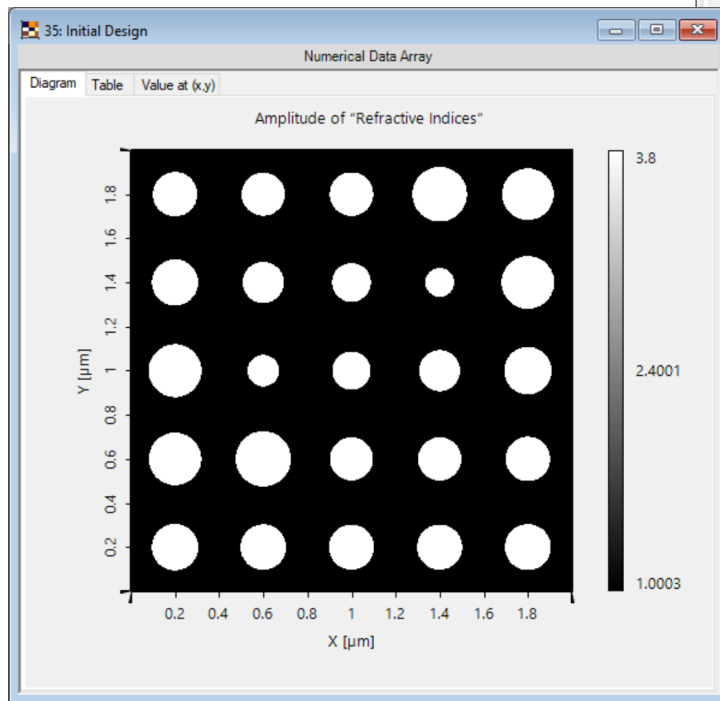 35: Initial Design
Numerical Data Array
Diagram Table Value at (x,y)
Amplitude of "Refractive Indices"
3.8
2.4001
1.0003
Y [µm]
1.8
1.6
1.4
1.2
1
0.8
0.6
0.4
0.2
0.2 0.4 0.6 0.8 1 1.2 1.4 1.6 1.8
X [µm]